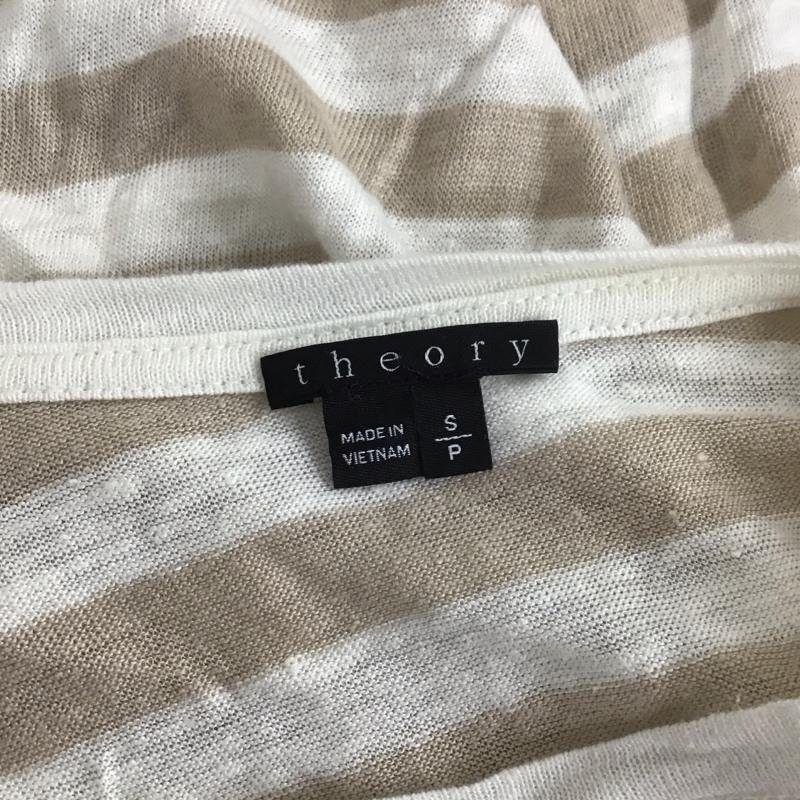 theory
MADE IN
VIETNAM
S
P